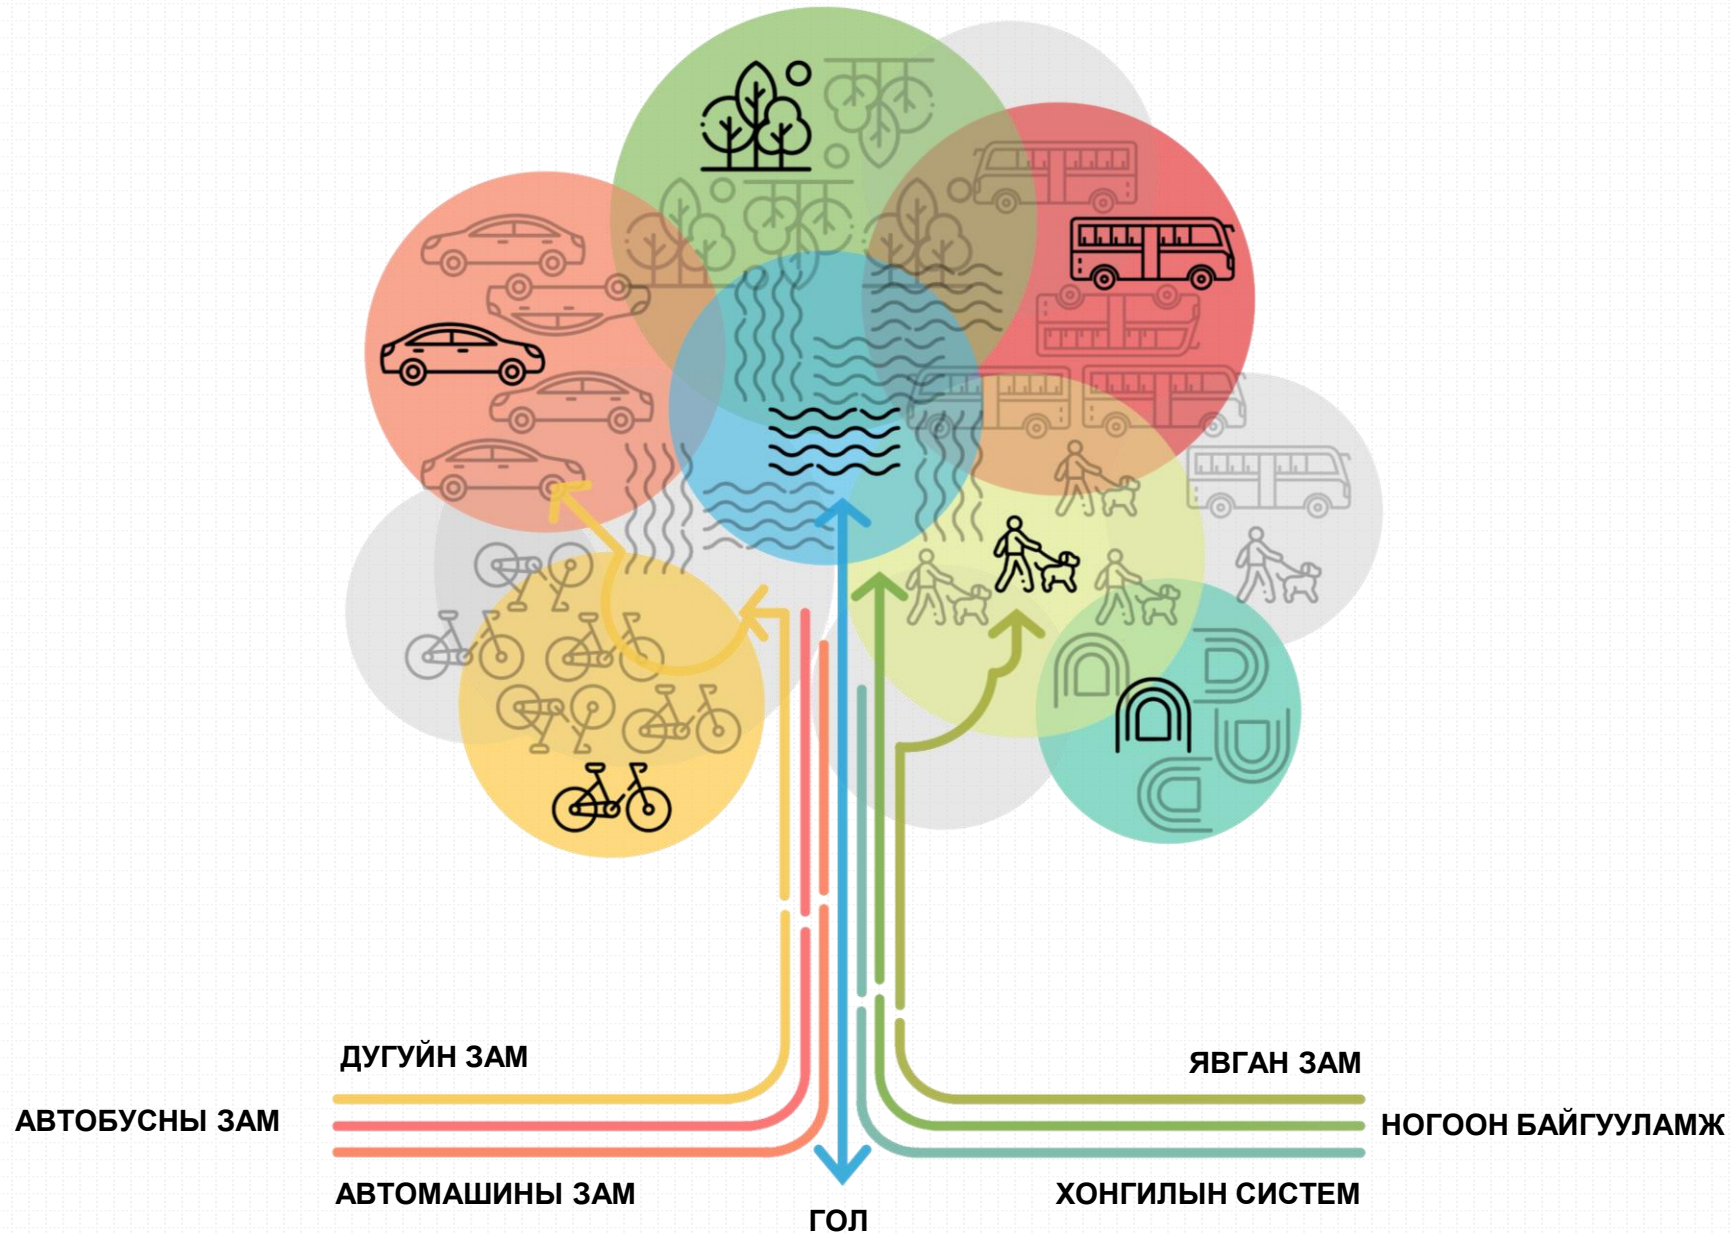 ДУГУЙН ЗАМ
ЯВГАН ЗАМ
АВТОБУСНЫ ЗАМ
НОГООН БАЙГУУЛАМЖ
АВТОМАШИНЫ ЗАМ
ХОНГИЛЫН СИСТЕМ
ГОЛ